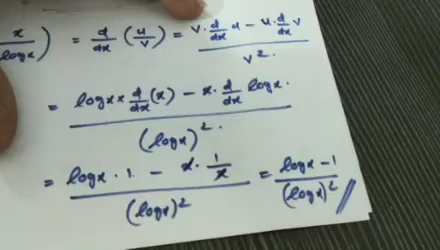 x/logx) = d/dx (u/v) = v·d/dx u − u·d/dx v / v².
= logx × d/dx (x) − x·d/dx logx. / (logx)².
= logx·1 − x·1/x / (logx)² = logx−1 / (logx)² //